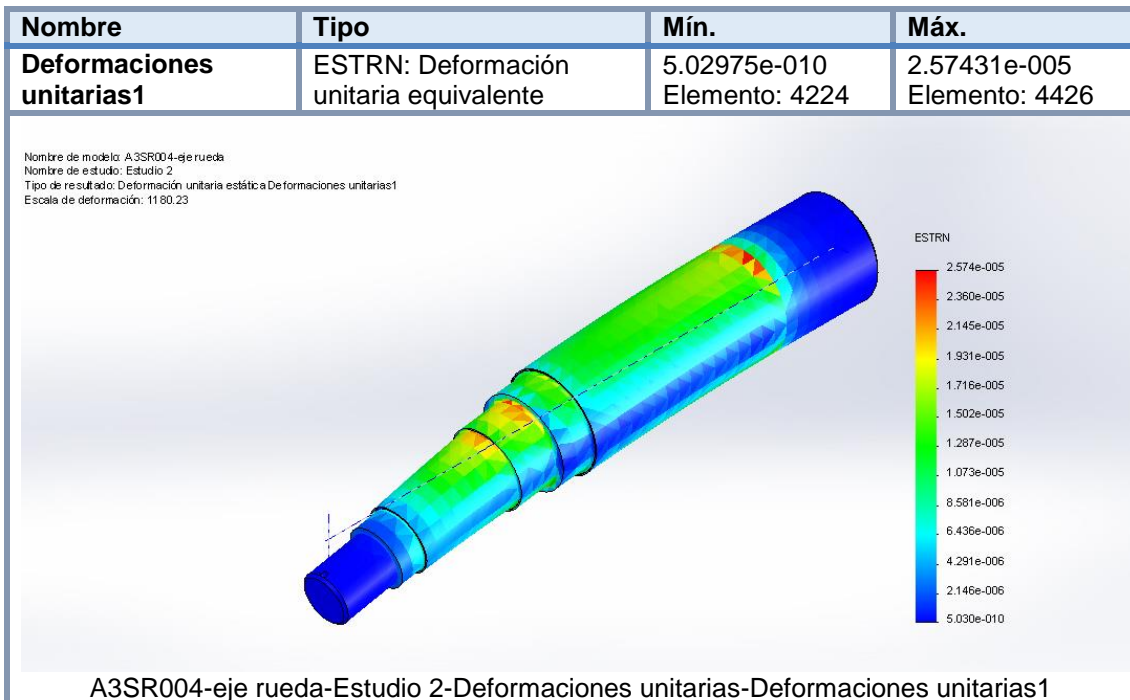 Nombre Tipo Mín. Máx.
Deformaciones ESTRN: Deformación 5.02975e-010 2.57431e-005
unitarias1 unitaria equivalente Elemento: 4224 Elemento: 4426
Nombre de modelo: A3SR004-eje rueda
Nombre de estudio: Estudio 2
Tipo de resultado: Deformación unitaria estática Deformaciones unitarias1
Escala de deformación: 1180.23
ESTRN
2.574e-005
2.360e-005
2.145e-005
1.931e-005
1.716e-005
1.502e-005
1.287e-005
1.073e-005
8.581e-006
6.436e-006
4.291e-006
2.146e-006
5.030e-010
A3SR004-eje rueda-Estudio 2-Deformaciones unitarias-Deformaciones unitarias1